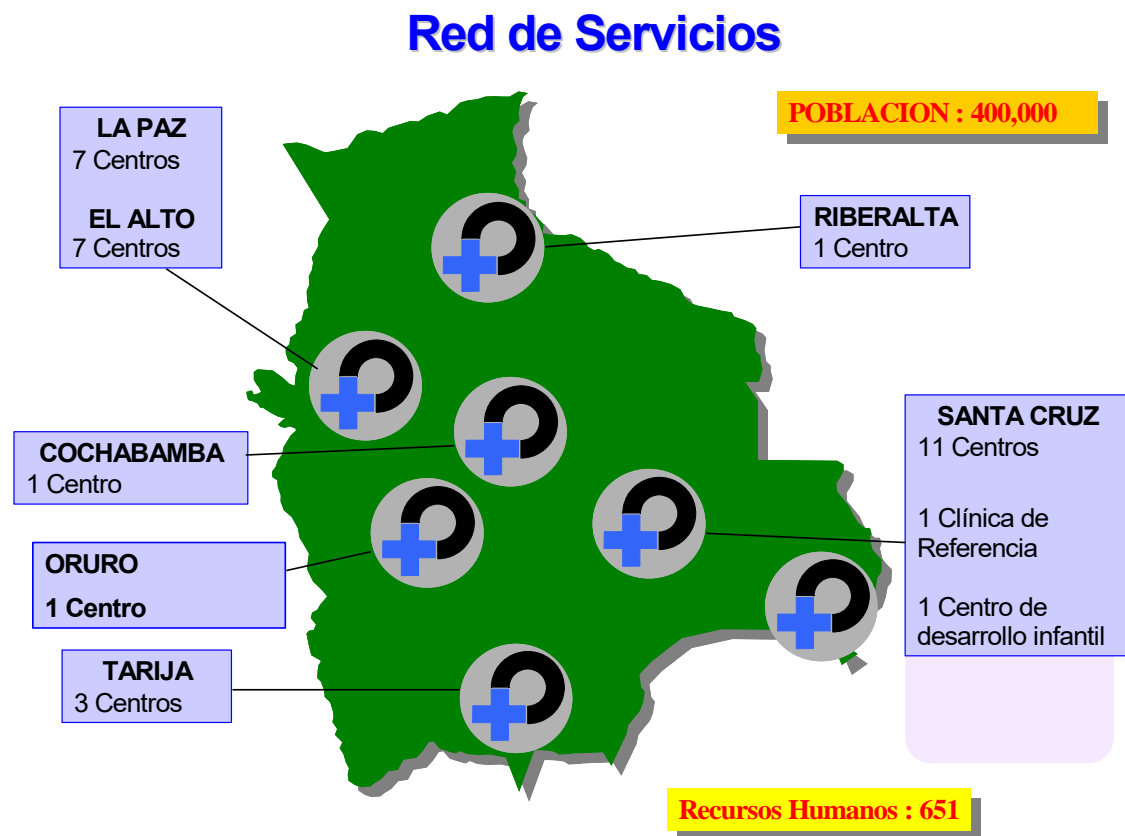 Red de Servicios
POBLACION : 400,000
LA PAZ
7 Centros
EL ALTO
7 Centros
RIBERALTA
1 Centro
COCHABAMBA
1 Centro
SANTA CRUZ
11 Centros
1 Clínica de
Referencia
1 Centro de
desarrollo infantil
ORURO
1 Centro
TARIJA
3 Centros
Recursos Humanos : 651